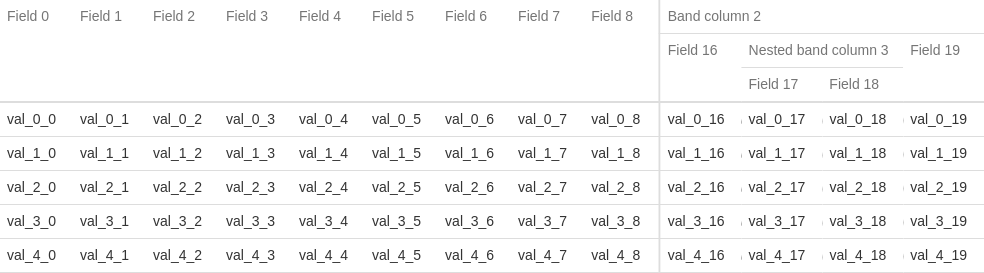 Field 0 Field 1 Field 2 Field 3 Field 4 Field 5 Field 6 Field 7 Field 8 Band column 2
Field 16 Nested band column 3 Field 19
Field 17 Field 18
val_0_0 val_0_1 val_0_2 val_0_3 val_0_4 val_0_5 val_0_6 val_0_7 val_0_8 val_0_16 val_0_17 val_0_18 val_0_19
val_1_0 val_1_1 val_1_2 val_1_3 val_1_4 val_1_5 val_1_6 val_1_7 val_1_8 val_1_16 val_1_17 val_1_18 val_1_19
val_2_0 val_2_1 val_2_2 val_2_3 val_2_4 val_2_5 val_2_6 val_2_7 val_2_8 val_2_16 val_2_17 val_2_18 val_2_19
val_3_0 val_3_1 val_3_2 val_3_3 val_3_4 val_3_5 val_3_6 val_3_7 val_3_8 val_3_16 val_3_17 val_3_18 val_3_19
val_4_0 val_4_1 val_4_2 val_4_3 val_4_4 val_4_5 val_4_6 val_4_7 val_4_8 val_4_16 val_4_17 val_4_18 val_4_19